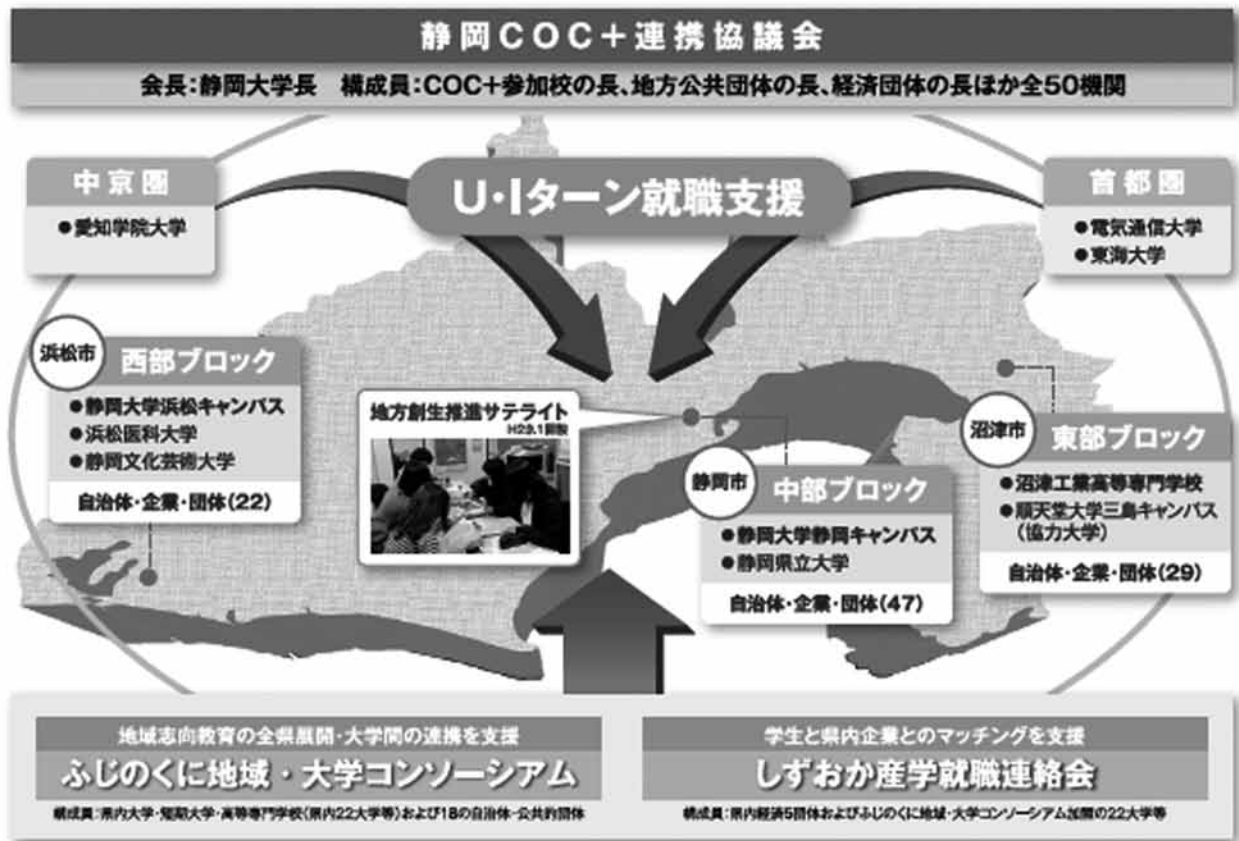 静岡COC＋連携協議会
会長：静岡大学長　構成員：COC＋参加校の長、地方公共団体の長、経済団体の長ほか全50機関
中京圏
●愛知学院大学
U・Iターン就職支援
首都圏
●電気通信大学
●東海大学
浜松市
西部ブロック
●静岡大学浜松キャンパス
●浜松医科大学
●静岡文化芸術大学
自治体・企業・団体（22）
地方創生推進サテライト
H29.1開設
静岡市
中部ブロック
●静岡大学静岡キャンパス
●静岡県立大学
自治体・企業・団体（47）
沼津市
東部ブロック
●沼津工業高等専門学校
●順天堂大学三島キャンパス
（協力大学）
自治体・企業・団体（29）
地域志向教育の全県展開・大学間の連携を支援
ふじのくに地域・大学コンソーシアム
構成員：県内大学・短期大学・高等専門学校（県内22大学等）および18の自治体・公共的団体
学生と県内企業とのマッチングを支援
しずおか産学就職連絡会
構成員：県内経済5団体およびふじのくに地域・大学コンソーシアム加盟の22大学等